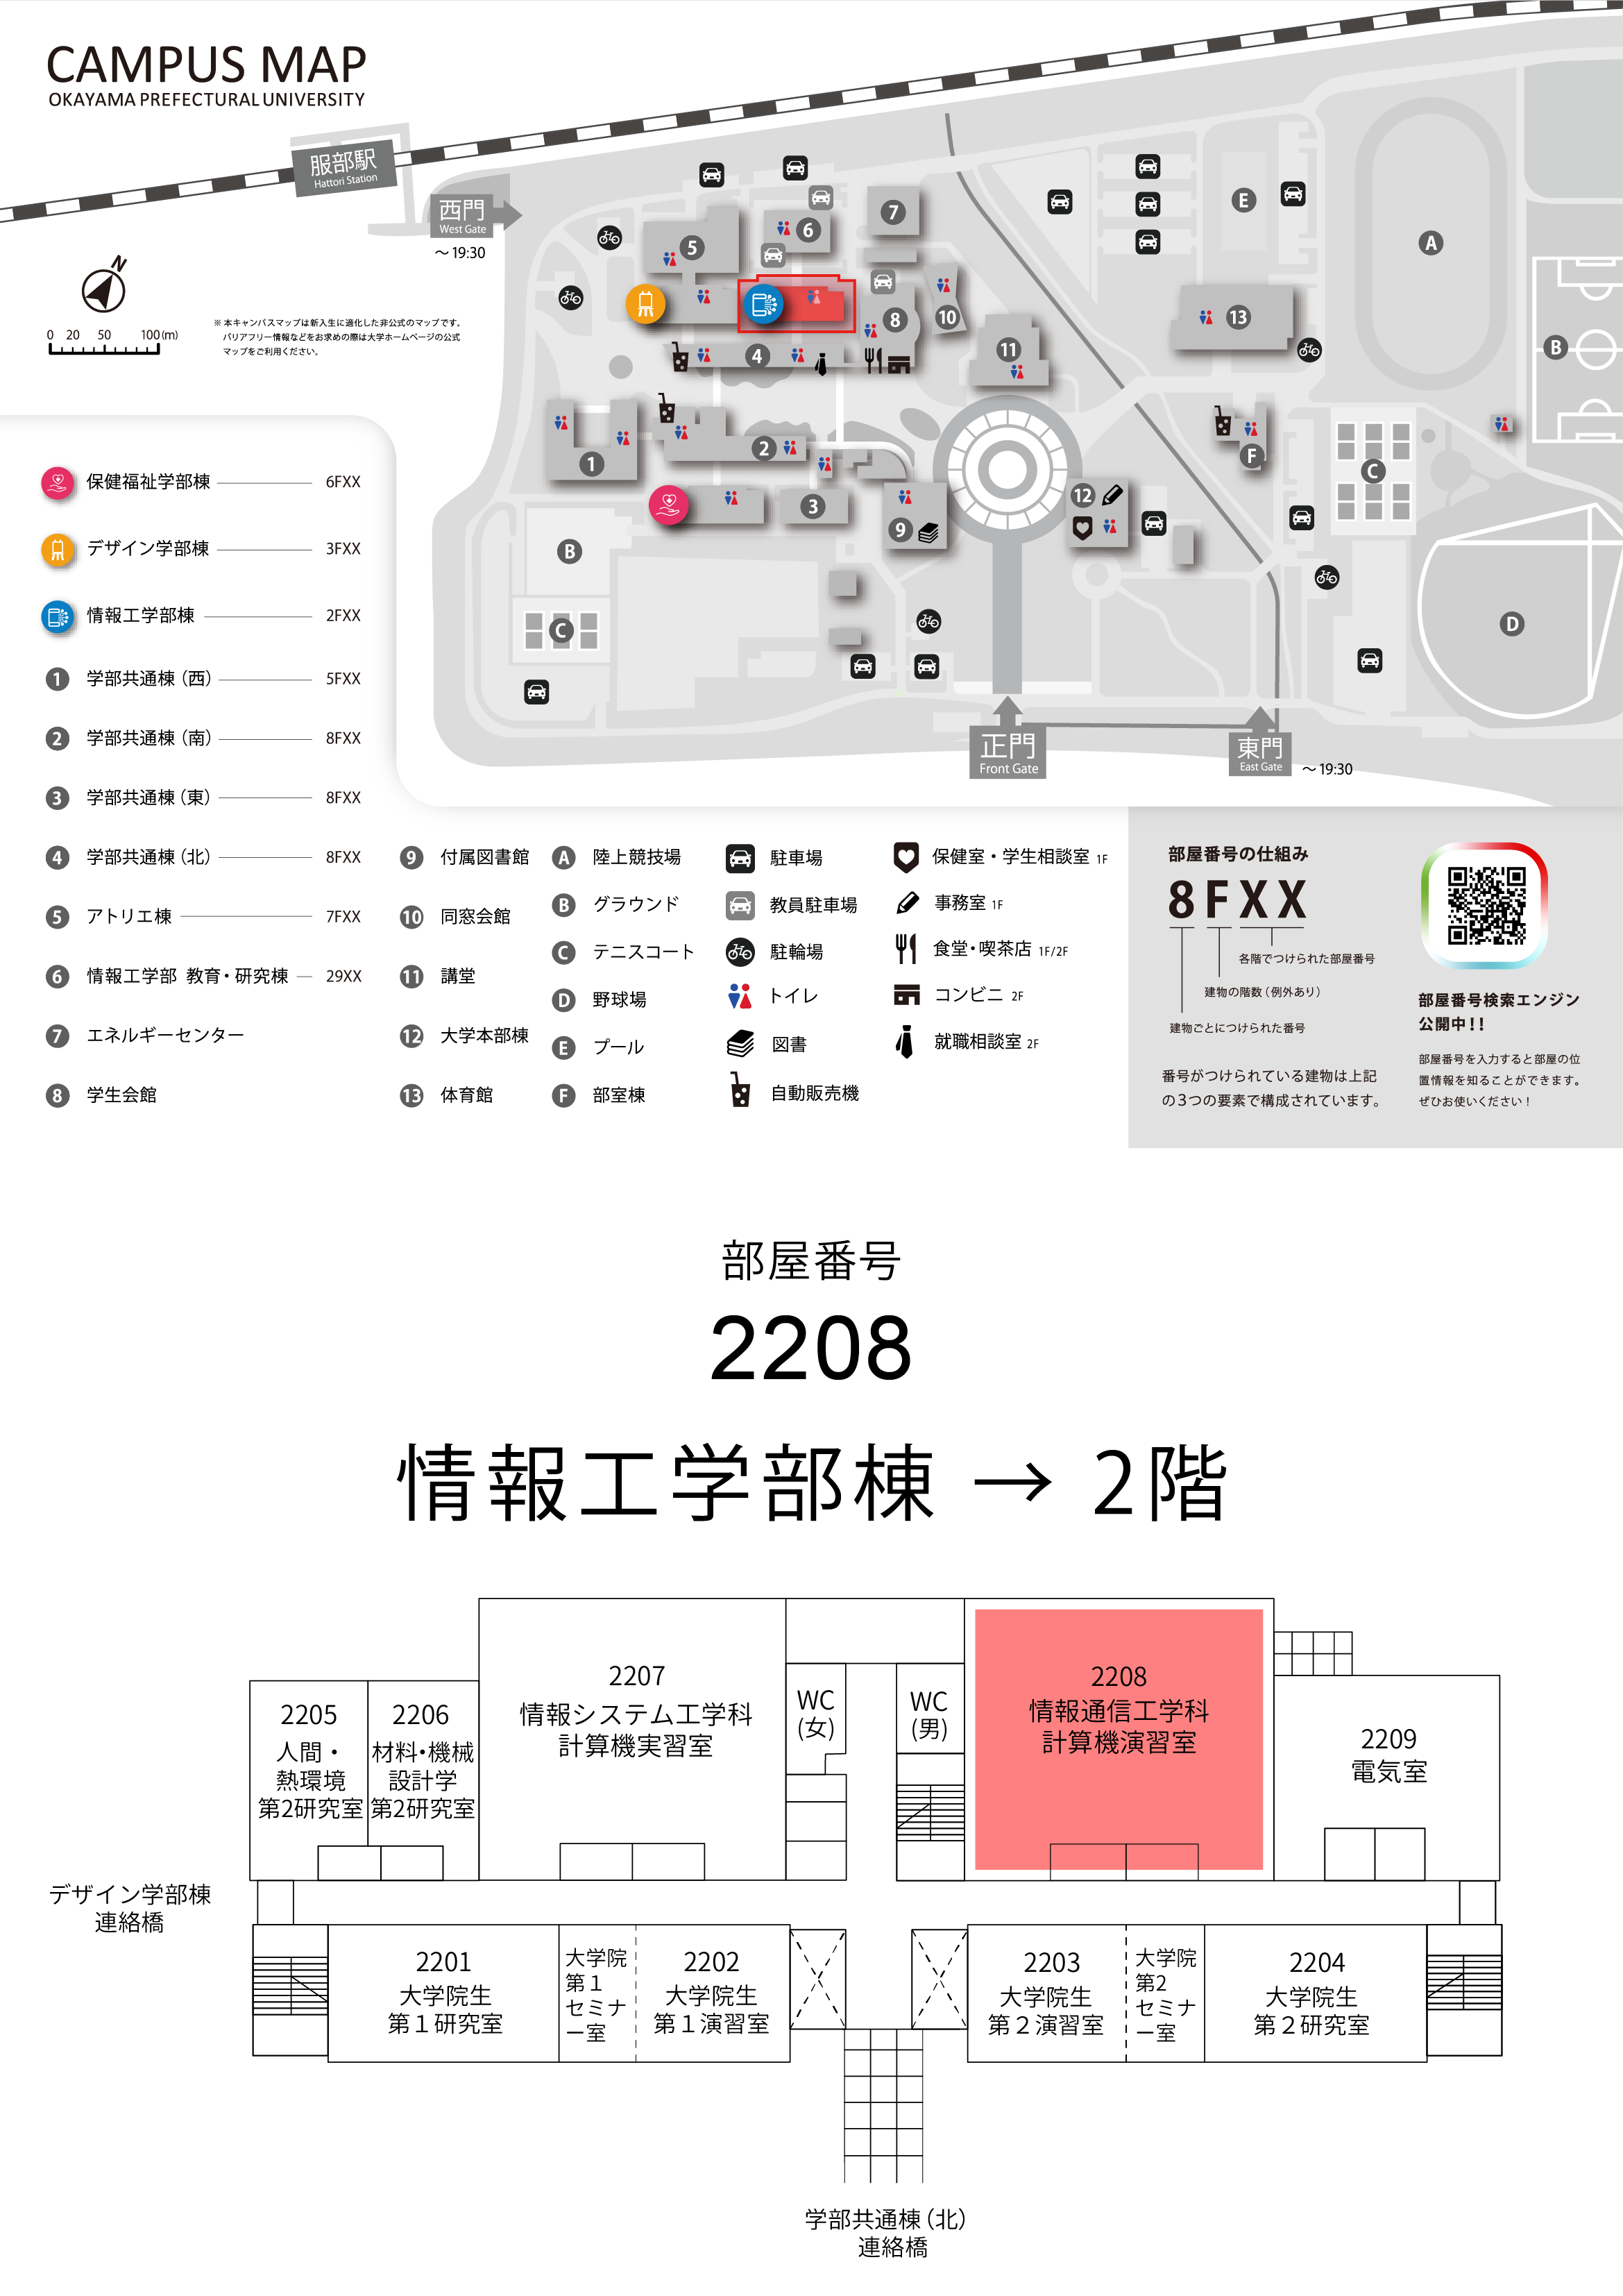 CAMPUS MAP
OKAYAMA PREFECTURAL UNIVERSITY
服部駅
Hattori Station
西門
West Gate
～19:30
N
0 20 50 100(m)
※本キャンパスマップは新入生に適化した非公式のマップです。
バリアフリー情報などをお求めの際は大学ホームページの公式
マップをご利用ください。
7
6
5
E
A
8
10
13
11
4
B
2
1
F
C
12
3
9
B
C
D
正門
Front Gate
東門
East Gate
～19:30
保健福祉学部棟 6FXX
デザイン学部棟 3FXX
情報工学部棟 2FXX
1 学部共通棟（西） 5FXX
2 学部共通棟（南） 8FXX
3 学部共通棟（東） 8FXX
4 学部共通棟（北） 8FXX
5 アトリエ棟 7FXX
6 情報工学部 教育・研究棟 29XX
7 エネルギーセンター
8 学生会館
9 付属図書館
10 同窓会館
11 講堂
12 大学本部棟
13 体育館
A 陸上競技場
B グラウンド
C テニスコート
D 野球場
E プール
F 部室棟
駐車場
教員駐車場
駐輪場
トイレ
図書
自動販売機
保健室・学生相談室 1F
事務室 1F
食堂・喫茶店 1F/2F
コンビニ 2F
就職相談室 2F
部屋番号の仕組み
8FXX
各階でつけられた部屋番号
建物の階数（例外あり）
建物ごとにつけられた番号
番号がつけられている建物は上記
の3つの要素で構成されています。
部屋番号検索エンジン
公開中!!
部屋番号を入力すると部屋の位
置情報を知ることができます。
ぜひお使いください！
部屋番号
2208
情報工学部棟 → 2階
2205
人間・
熱環境
第2研究室
2206
材料・機械
設計学
第2研究室
2207
情報システム工学科
計算機実習室
WC
(女)
WC
(男)
2208
情報通信工学科
計算機演習室
2209
電気室
デザイン学部棟
連絡橋
2201
大学院生
第1研究室
大学院
第1
セミナ
ー室
2202
大学院生
第1演習室
2203
大学院生
第2演習室
大学院
第2
セミナ
ー室
2204
大学院生
第2研究室
学部共通棟（北）
連絡橋